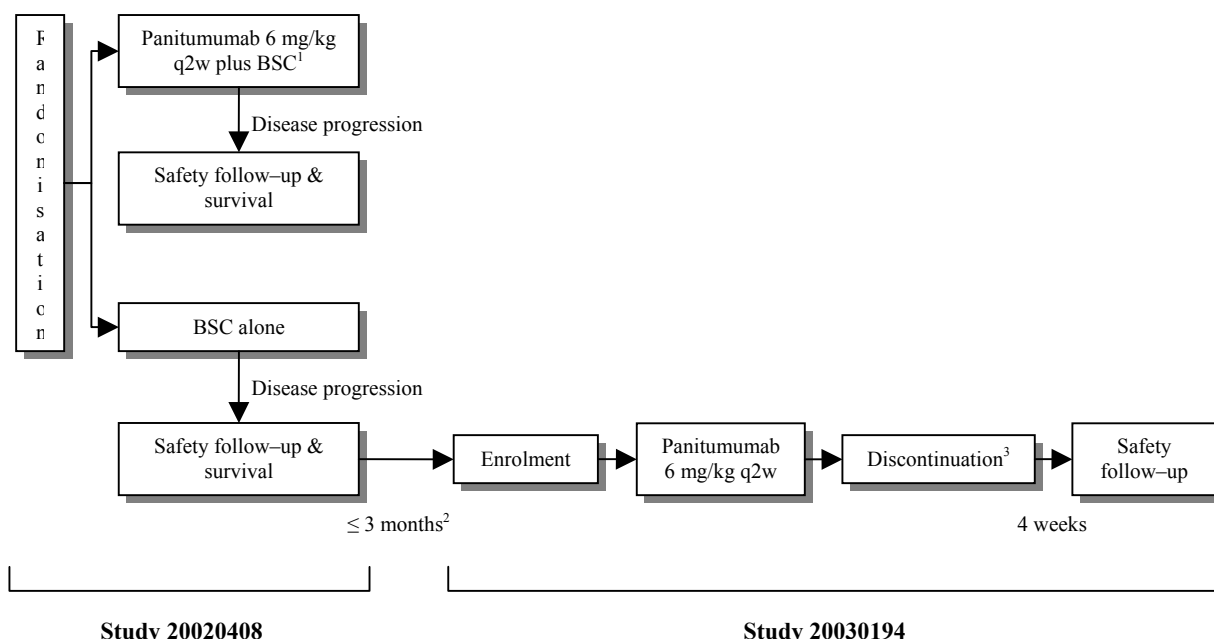 Randomisation
Panitumumab 6 mg/kg
q2w plus BSC1
Disease progression
Safety follow–up &
survival
BSC alone
Disease progression
Safety follow–up &
survival
Enrolment
Panitumumab
6 mg/kg q2w
Discontinuation3
Safety
follow–up
≤ 3 months2
4 weeks
Study 20020408
Study 20030194